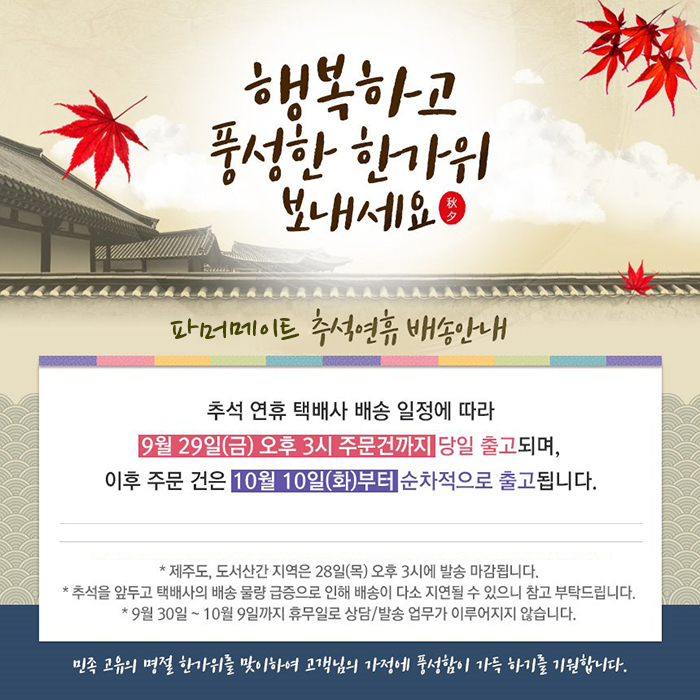 행복하고
풍성한 한가위
보내세요
秋夕
파머메이트 추석연휴 배송안내
추석 연휴 택배사 배송 일정에 따라
9월 29일(금) 오후 3시 주문건까지 당일 출고되며,
이후 주문 건은 10월 10일(화)부터 순차적으로 출고됩니다.
* 제주도, 도서산간 지역은 28일(목) 오후 3시에 발송 마감됩니다.
* 추석을 앞두고 택배사의 배송 물량 급증으로 인해 배송이 다소 지연될 수 있으니 참고 부탁드립니다.
* 9월 30일 ~ 10월 9일까지 휴무일로 상담/발송 업무가 이루어지지 않습니다.
민족 고유의 명절 한가위를 맞이하여 고객님의 가정에 풍성함이 가득 하기를 기원합니다.